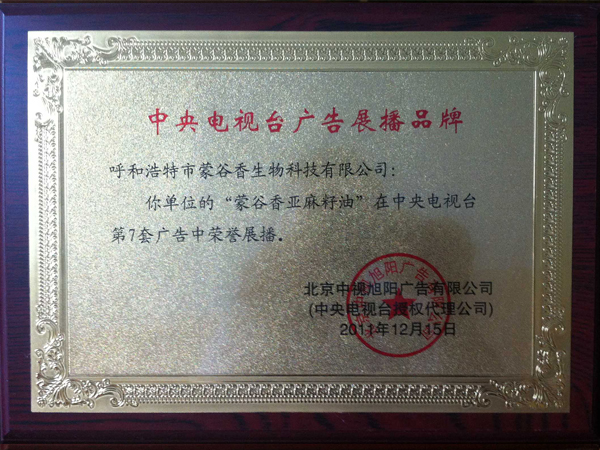 中央电视台广告展播品牌
呼和浩特市蒙谷香生物科技有限公司:
你单位的“蒙谷香亚麻籽油”在中央电视台
第7套广告中荣誉展播。
北京中视旭阳广告有限公司
(中央电视台授权代理公司)
2011年12月15日